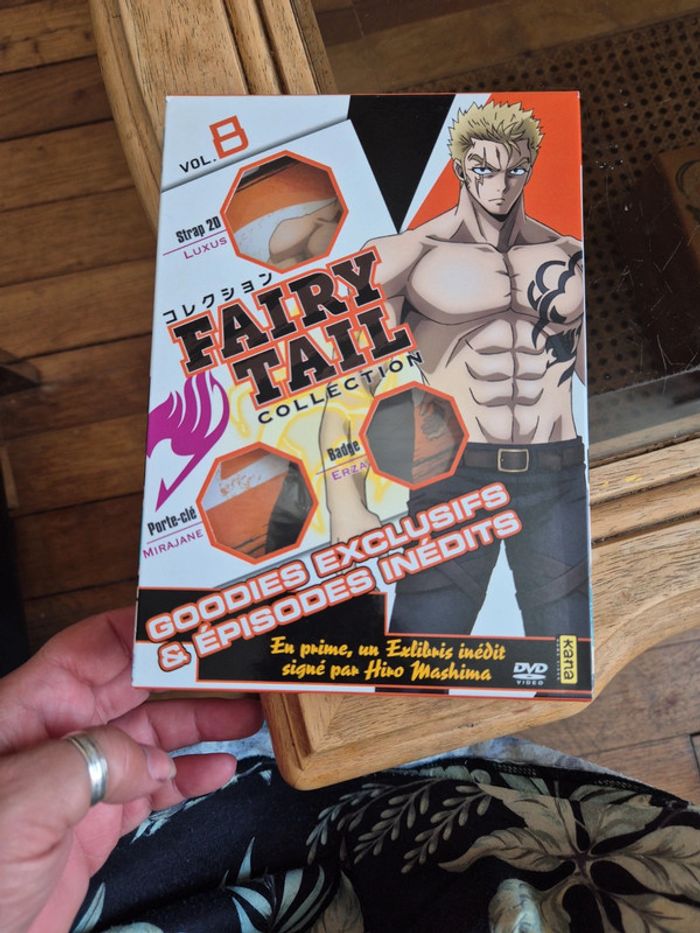 VOL. 8
Strap 2D
LUXUS
コレクション
FAIRY
TAIL
COLLECTION
Badge
ERZA
Porte-clé
MIRAJANE
GOODIES EXCLUSIFS
& ÉPISODES INÉDITS
En prime, un Exlibris inédit
signé par Hiro Mashima
DVD
VIDEO
KANA